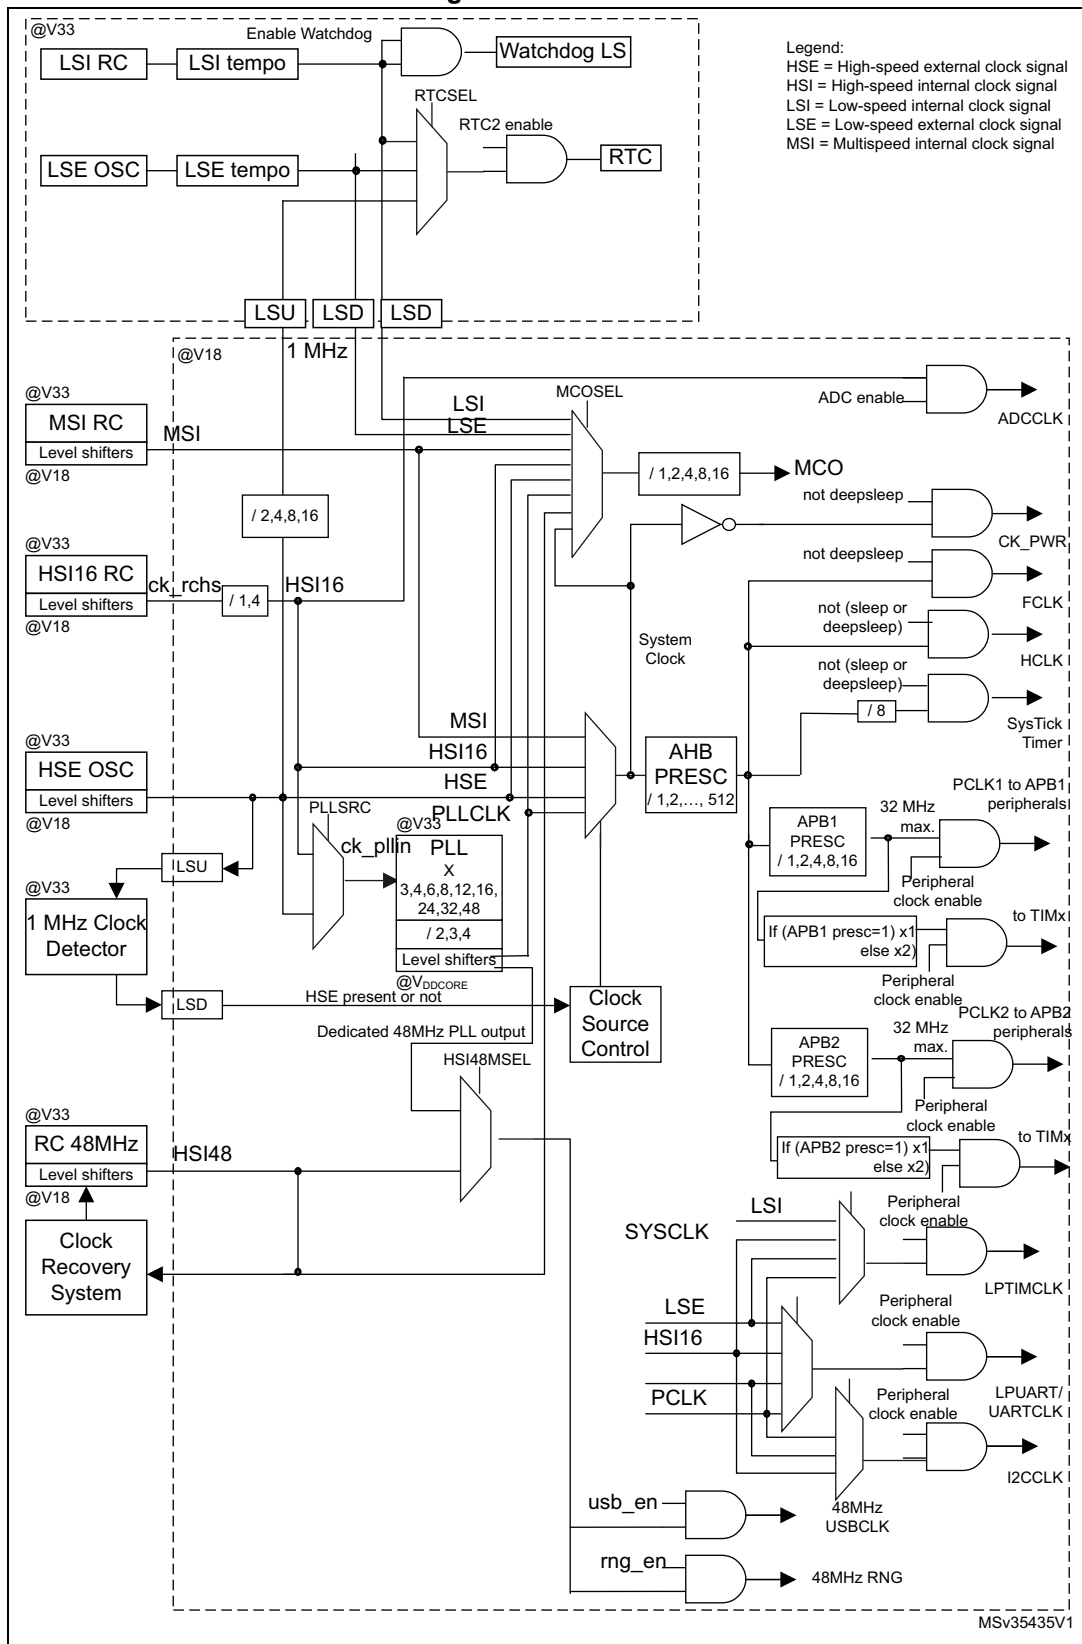 @V33
Enable Watchdog
LSI RC
LSI tempo
Watchdog LS
Legend:
HSE = High-speed external clock signal
HSI = High-speed internal clock signal
LSI = Low-speed internal clock signal
LSE = Low-speed external clock signal
MSI = Multispeed internal clock signal
RTCSEL
RTC2 enable
LSE OSC
LSE tempo
RTC
LSU
LSD
LSD
1 MHz
@V18
@V33
MSI RC
Level shifters
@V18
MSI
LSI
LSE
MCOSEL
ADC enable
ADCCLK
/ 1,2,4,8,16
MCO
/ 2,4,8,16
not deepsleep
CK_PWR
@V33
HSI16 RC
Level shifters
@V18
ck_rchs
/ 1,4
HSI16
not deepsleep
FCLK
not (sleep or
deepsleep)
HCLK
System
Clock
not (sleep or
deepsleep)
/ 8
SysTick
Timer
@V33
HSE OSC
Level shifters
@V18
MSI
HSI16
HSE
PLLCLK
AHB
PRESC
/ 1,2,..., 512
PLLSRC
ck_pllin
@V33
PLL
X
3,4,6,8,12,16,
24,32,48
/ 2,3,4
Level shifters
@VDDCORE
PCLK1 to APB1
peripherals
32 MHz
max.
APB1
PRESC
/ 1,2,4,8,16
Peripheral
clock enable
LSU
@V33
1 MHz Clock
Detector
to TIMx
If (APB1 presc=1) x1
else x2)
Peripheral
clock enable
LSD
HSE present or not
Clock
Source
Control
Dedicated 48MHz PLL output
PCLK2 to APB2
peripherals
32 MHz
max.
APB2
PRESC
/ 1,2,4,8,16
Peripheral
clock enable
HSI48MSEL
@V33
RC 48MHz
Level shifters
@V18
HSI48
to TIMx
If (APB2 presc=1) x1
else x2)
Peripheral
clock enable
Clock
Recovery
System
LSI
SYSCLK
LPTIMCLK
LSE
HSI16
PCLK
Peripheral
clock enable
LPUART/
UARTCLK
Peripheral
clock enable
I2CCLK
usb_en
48MHz
USBCLK
rng_en
48MHz RNG
MSv35435V1